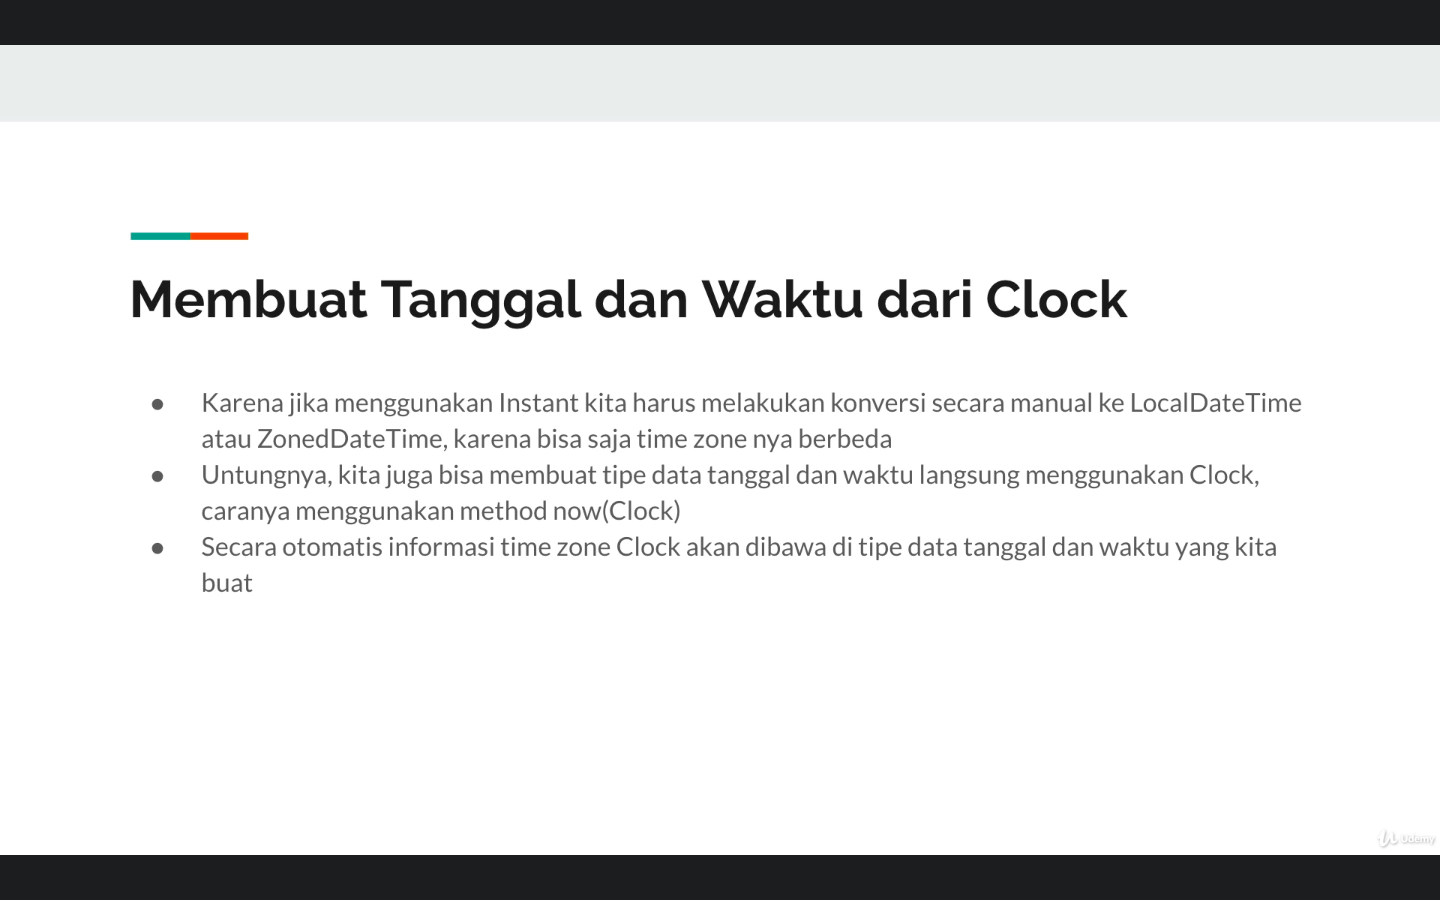 Membuat Tanggal dan Waktu dari Clock
● Karena jika menggunakan Instant kita harus melakukan konversi secara manual ke LocalDateTime
atau ZonedDateTime, karena bisa saja time zone nya berbeda
● Untungnya, kita juga bisa membuat tipe data tanggal dan waktu langsung menggunakan Clock,
caranya menggunakan method now(Clock)
● Secara otomatis informasi time zone Clock akan dibawa di tipe data tanggal dan waktu yang kita
buat
Udemy